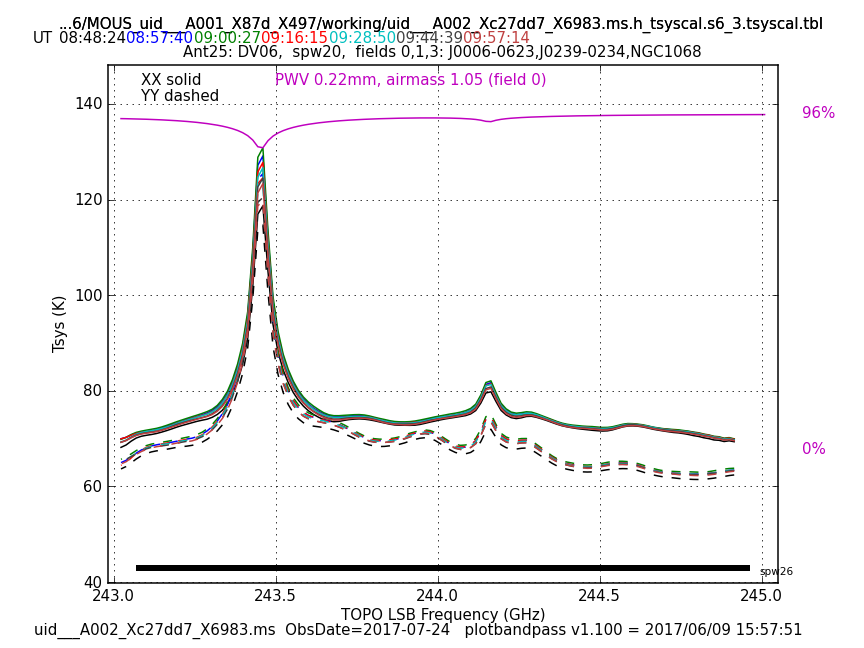 ...6/MOUS_uid___A001_X87d_X497/working/uid___A002_Xc27dd7_X6983.ms.h_tsyscal.s6_3.tsyscal.tbl
UT 08:48:24 08:57:40 09:00:27 09:16:15 09:28:50 09:44:39 09:57:14
Ant25: DV06,  spw20,  fields 0,1,3: J0006-0623,J0239-0234,NGC1068
XX solid PWV 0.22mm, airmass 1.05 (field 0)
YY dashed
140
96%
120
100
Tsys (K)
80
0%
60
spw26
40
243.0 243.5 244.0 244.5 245.0
TOPO LSB Frequency (GHz)
uid___A002_Xc27dd7_X6983.ms  ObsDate=2017-07-24   plotbandpass v1.100 = 2017/06/09 15:57:51